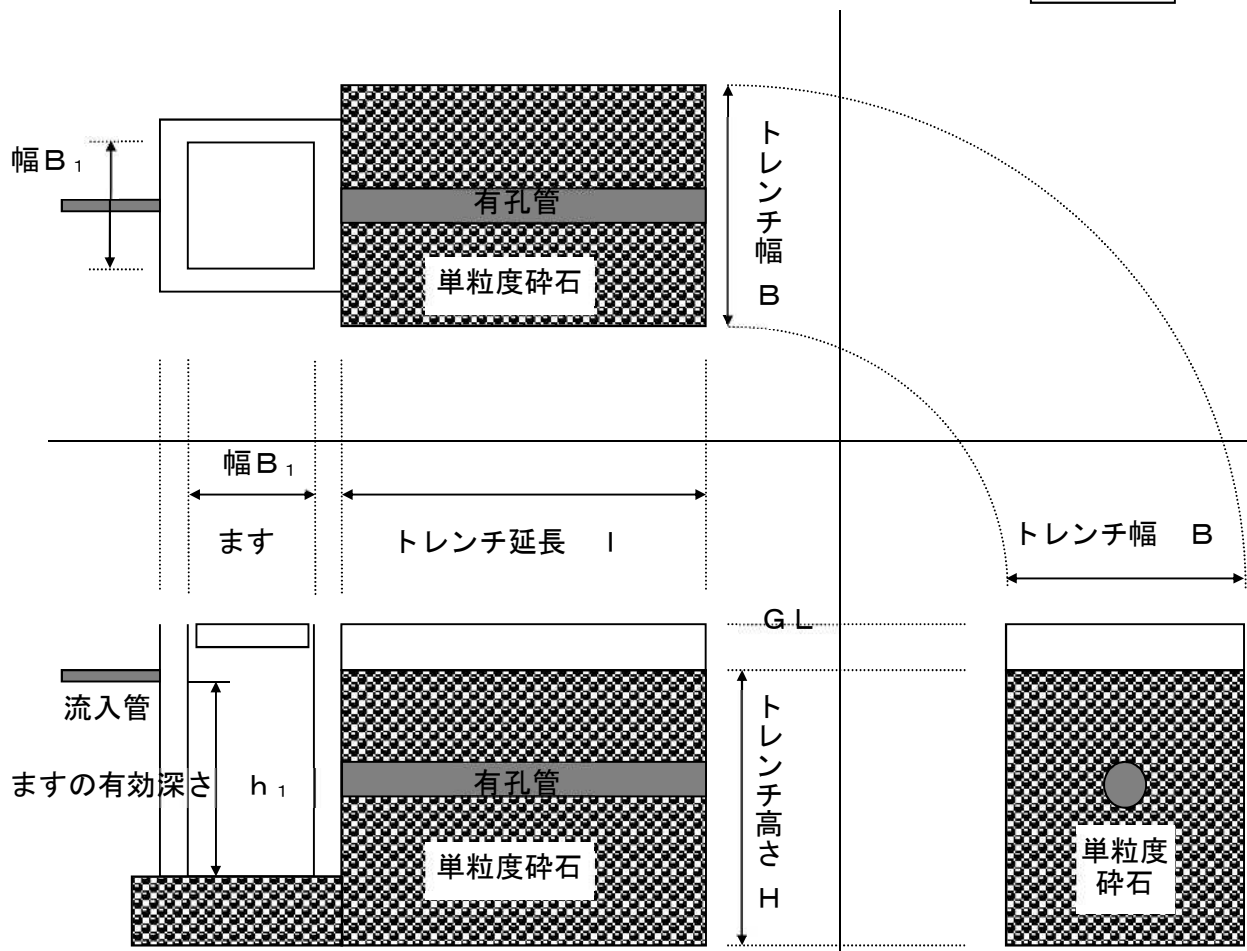 幅B₁
有孔管
単粒度砕石
トレンチ幅 B
幅B₁
ます
トレンチ延長 l
トレンチ幅 B
GL
流入管
ますの有効深さ h₁
有孔管
単粒度砕石
トレンチ高さ H
単粒度
砕石